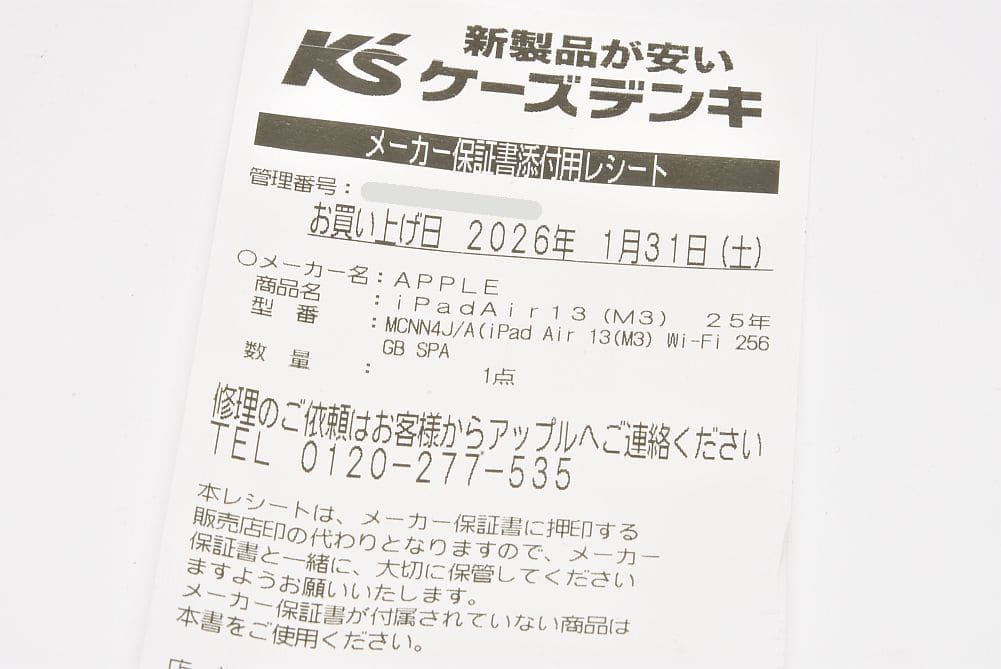 K's 新製品が安い
ケーズデンキ
メーカー保証書添付用レシート
管理番号:
お買い上げ日 2026年 1月31日(土)
○メーカー名:APPLE
商品名 :iPadAir13(M3) 25年
型番 :MCNN4J/A(iPad Air 13(M3) Wi-Fi 256
GB SPA
数量 : 1点
修理のご依頼はお客様からアップルへご連絡ください
TEL 0120-277-535
本レシートは、メーカー保証書に押印する
販売店印の代わりとなりますので、メーカー
保証書と一緒に、大切に保管してください
ますようお願いいたします。
メーカー保証書が付属されていない商品は
本書をご使用ください。